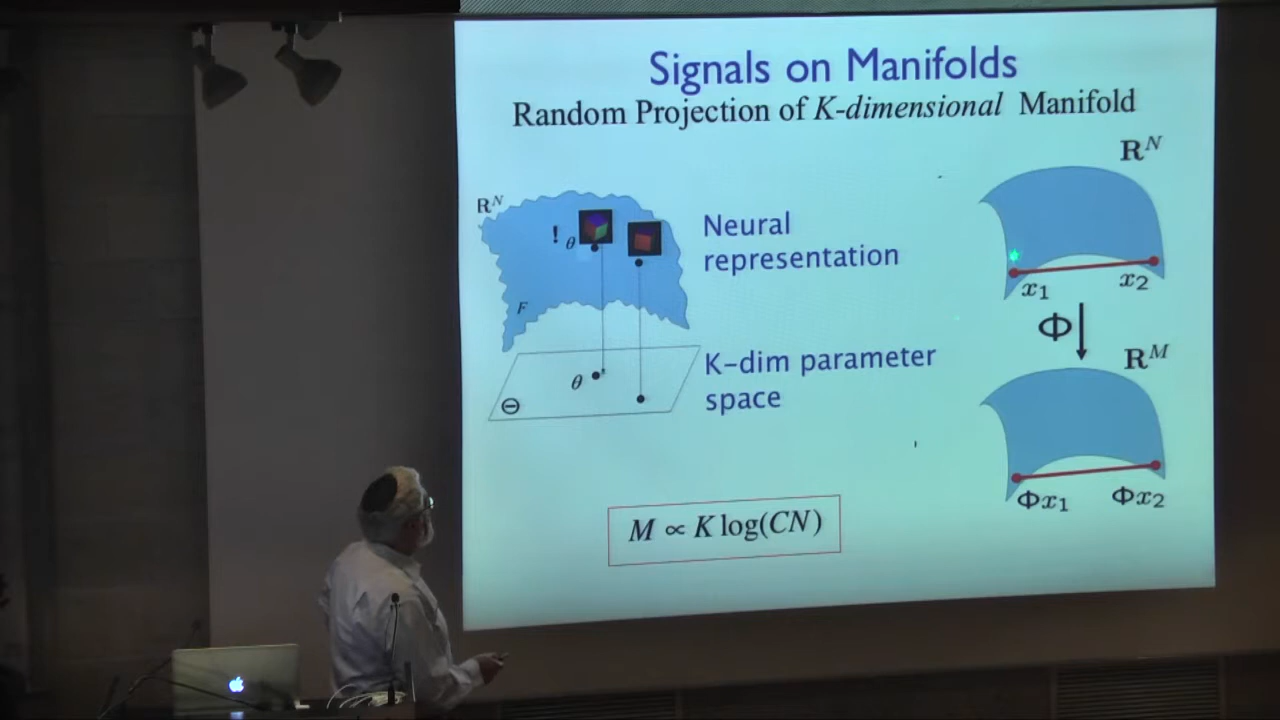 Signals on Manifolds
Random Projection of K-dimensional Manifold
R^N
! θ
F
Neural
representation
θ
Θ
K-dim parameter
space
M ∝ K log(CN)
R^N
x₁ x₂
Φ
R^M
Φx₁ Φx₂